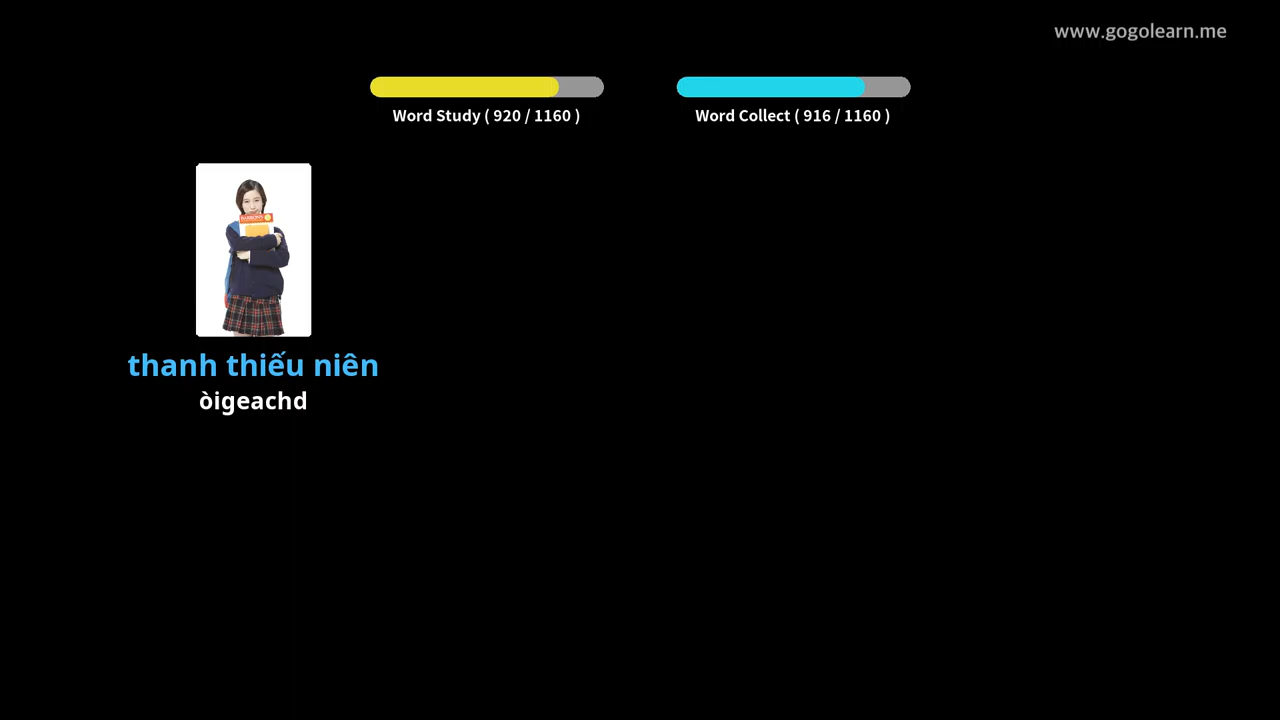 www.gogolearn.me
Word Study ( 920 / 1160 )
Word Collect ( 916 / 1160 )
thanh thiếu niên
òigeachd